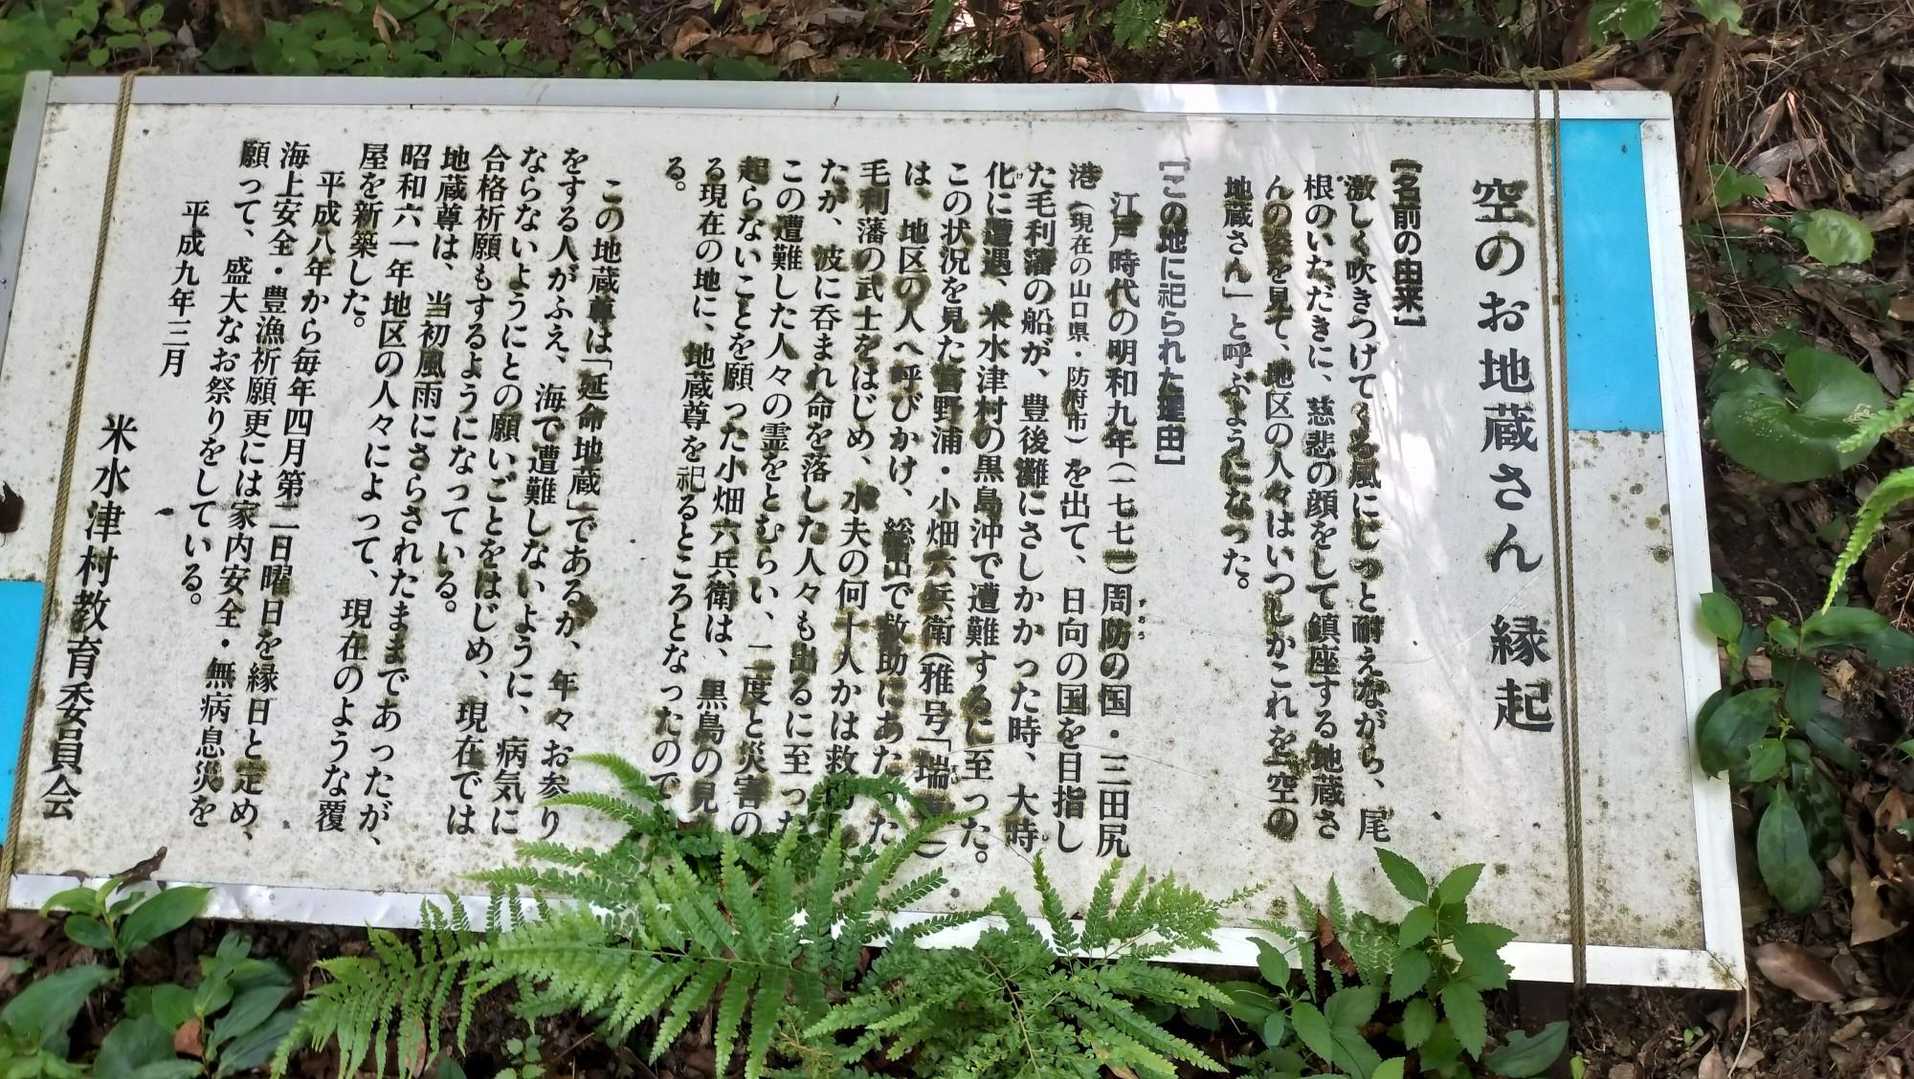 空のお地蔵さん 縁起
【名前の由来】
激しく吹きつけてくる風にじっと耐えながら、尾
根のいただきに、慈悲の顔をして鎮座する地蔵さ
んの姿を見て、地区の人々はいつしかこれを「空の
地蔵さん」と呼ぶようになった。
【この地に祀られた理由】
江戸時代の明和九年(一七七二)周防の国・三田尻
すおう
港(現在の山口県・防府市)を出て、日向の国を目指し
た毛利藩の船が、豊後灘にさしかかった時、大時
化に遭遇、米水津村の黒島沖で遭難するに至った。
この状況を見た宮野浦・小畑六兵衛(雅号「瑞
は、地区の人へ呼びかけ、総出で救助にあたった
毛利藩の武士をはじめ、水夫の何十人かは救
たが、波に呑まれ命を落した人々も出るに至った
この遭難した人々の霊をとむらい、二度と災害の
起らないことを願った小畑六兵衛は、黒島の見
る現在の地に、地蔵尊を祀るところとなったので
る。
この地蔵尊は「延命地蔵」であるが、年々お参り
をする人がふえ、海で遭難しないように、病気に
ならないようにとの願いごとをはじめ、現在では
合格祈願もするようになっている。
地蔵尊は、当初風雨にさらされたままであったが、
昭和六一年地区の人々によって、現在のような覆
屋を新築した。
平成八年から毎年四月第二日曜日を縁日と定め、
海上安全・豊漁祈願更には家内安全・無病息災を
願って、盛大なお祭りをしている。
平成九年三月
米水津村教育委員会